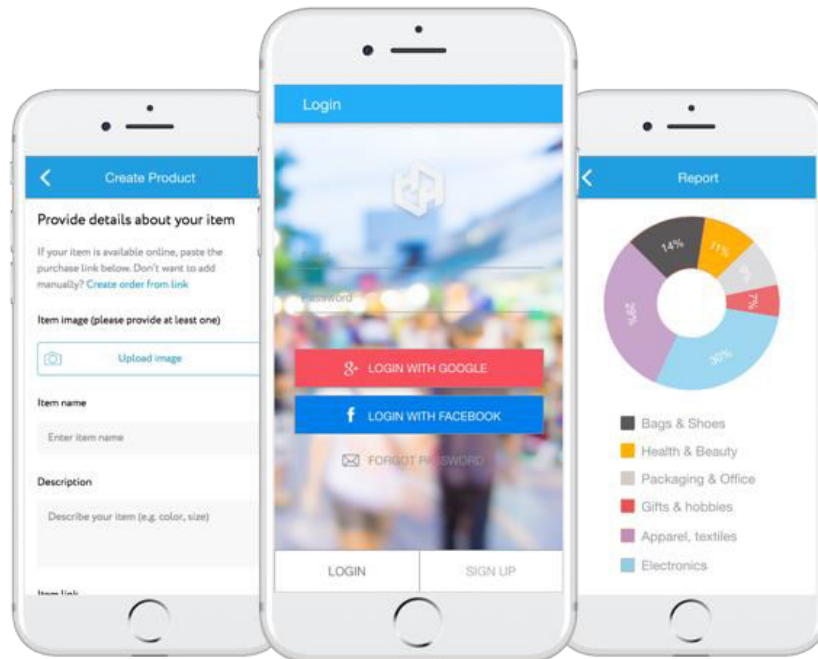 Create Product
Provide details about your item
If your item is available online, paste the
purchase link below. Don't want to add
manually? Create order from link
Item image (please provide at least one)
Upload image
Item name
Enter item name
Description
Describe your item (e.g. color, size)
Item link
Login
Email
Password
G+ LOGIN WITH GOOGLE
f LOGIN WITH FACEBOOK
FORGOT PASSWORD
LOGIN
SIGN UP
Report
14%
11%
7%
30%
29%
Bags & Shoes
Health & Beauty
Packaging & Office
Gifts & hobbies
Apparel, textiles
Electronics